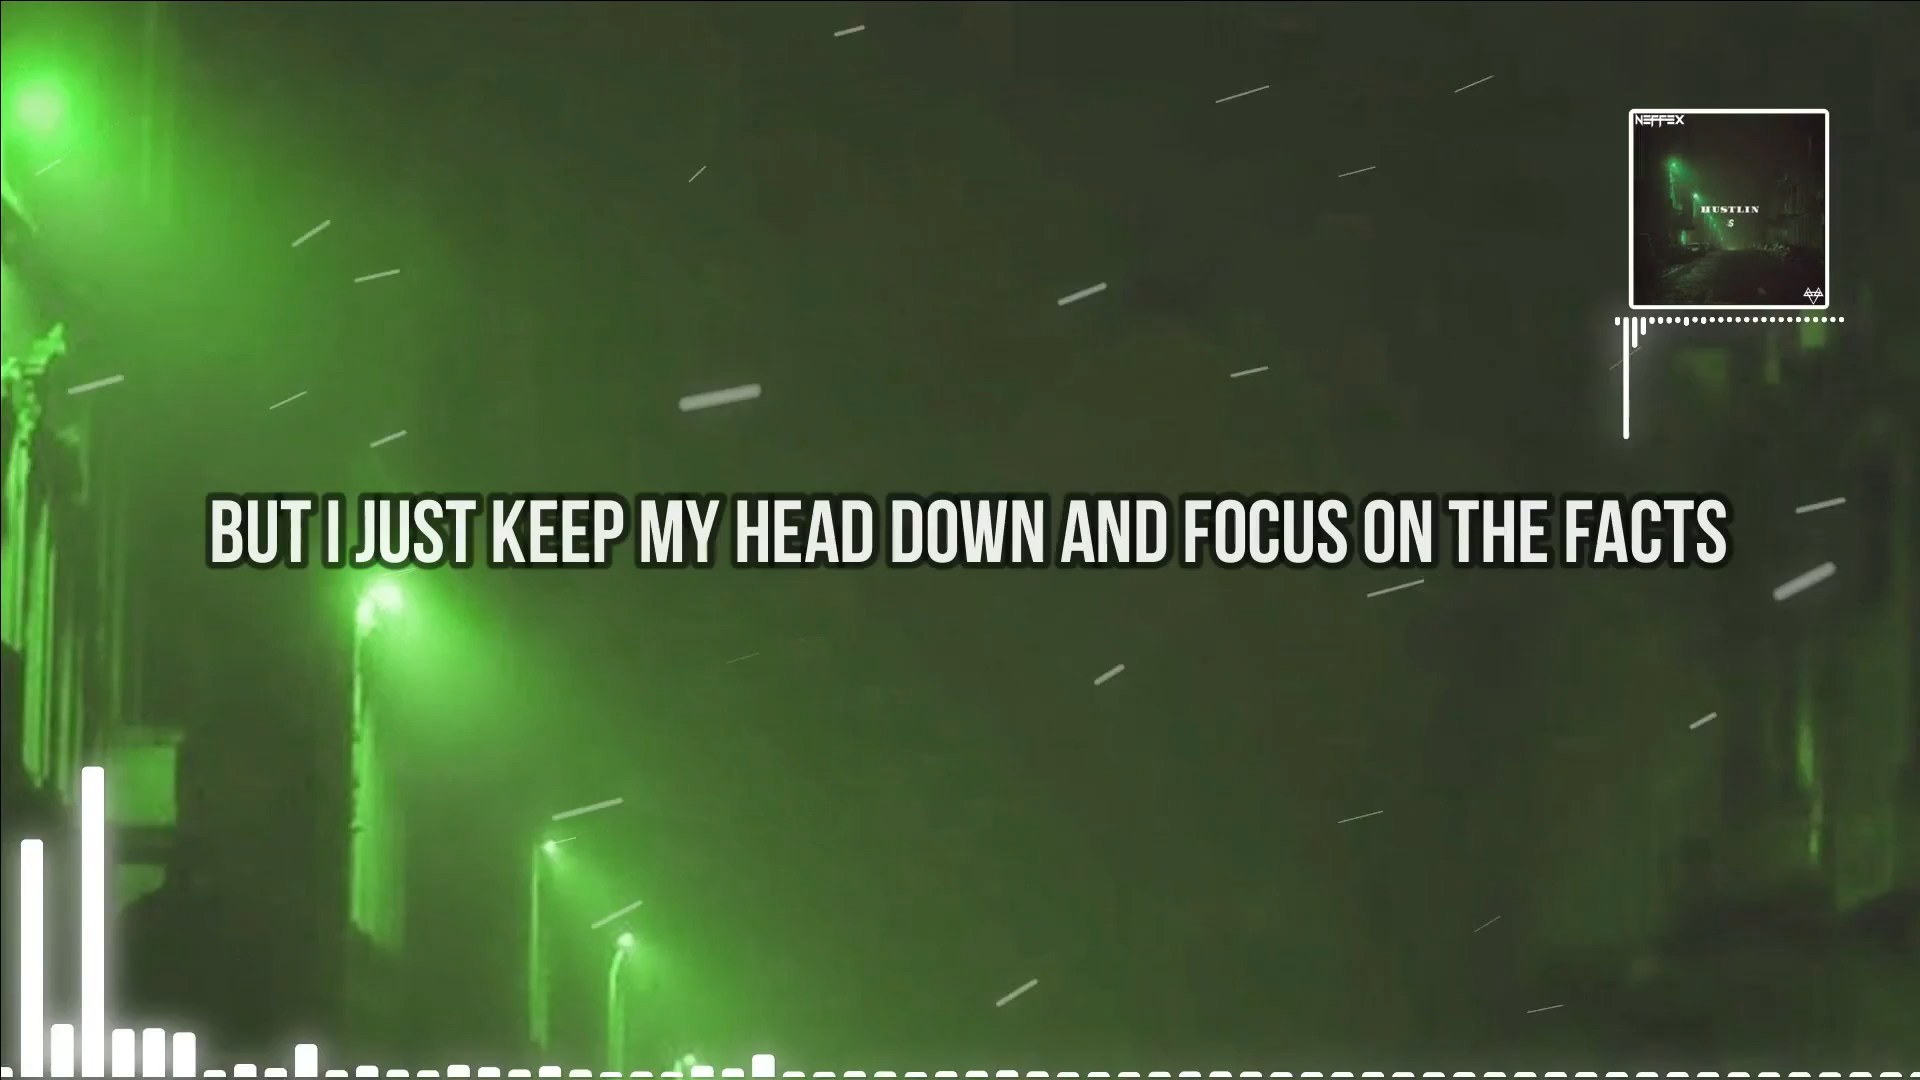 NEFFEX
HUSTLIN
$
BUT I JUST KEEP MY HEAD DOWN AND FOCUS ON THE FACTS